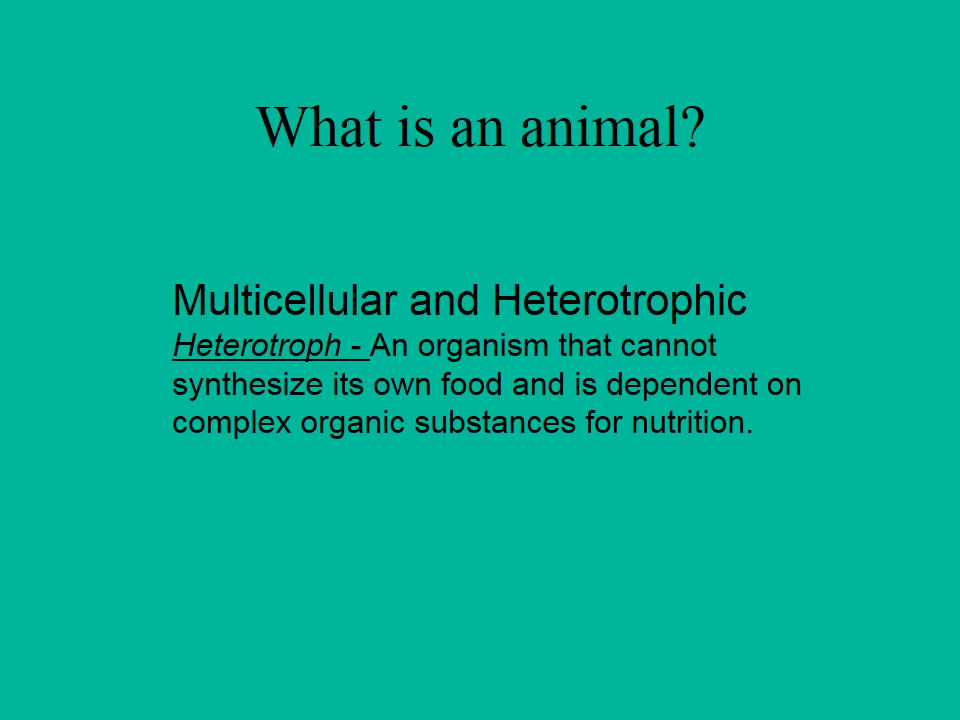 What is an animal?
Multicellular and Heterotrophic
Heterotroph - An organism that cannot
synthesize its own food and is dependent on
complex organic substances for nutrition.